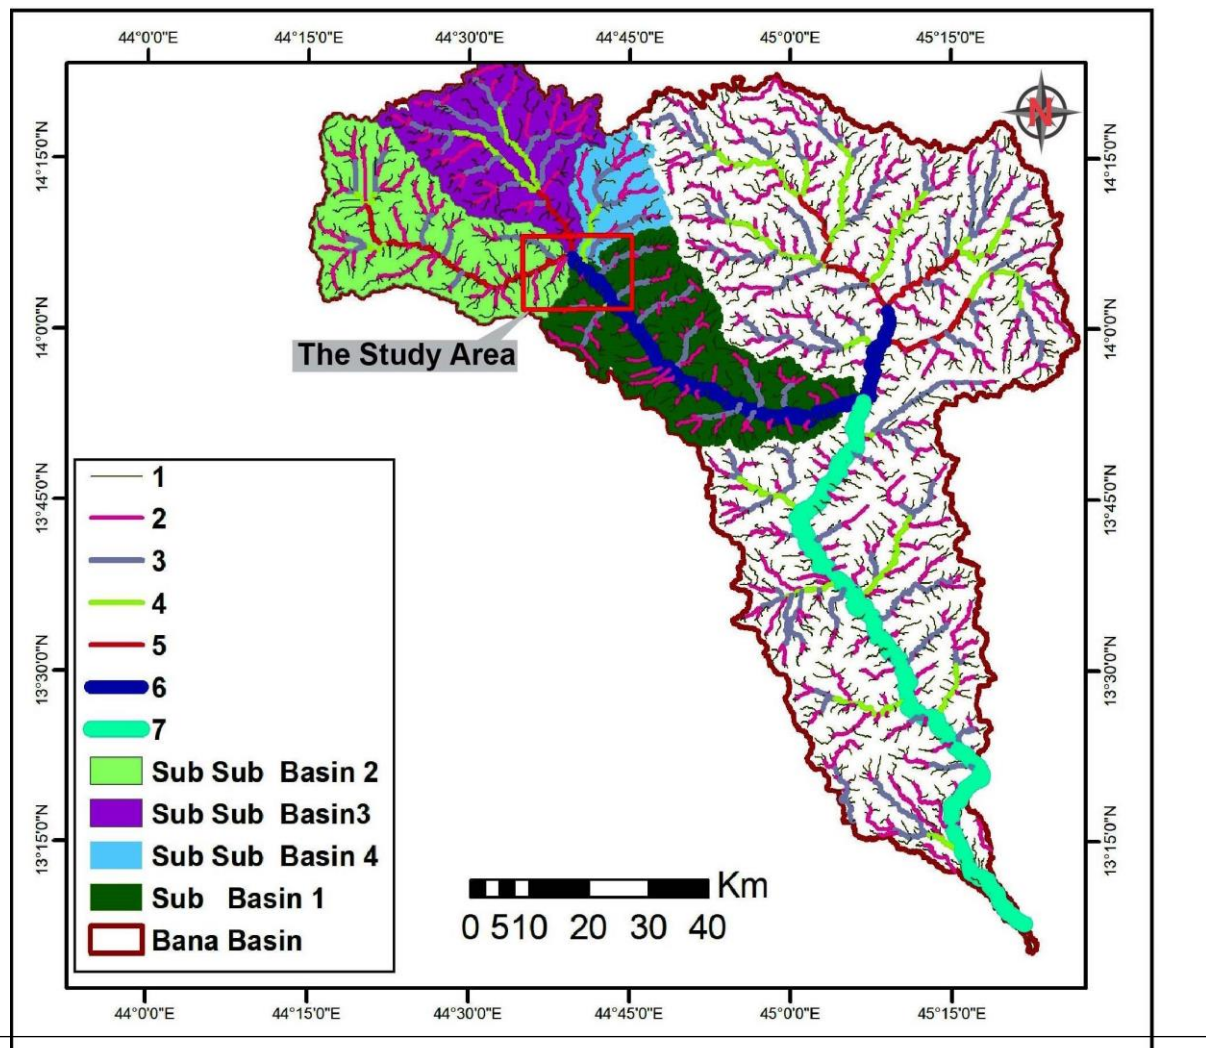 44°0'0"E 44°15'0"E 44°30'0"E 44°45'0"E 45°0'0"E 45°15'0"E
N
14°15'0"N 14°15'0"N
14°0'0"N 14°0'0"N
The Study Area
13°45'0"N 13°45'0"N
13°30'0"N 13°30'0"N
13°15'0"N 13°15'0"N
1
2
3
4
5
6
7
Sub Sub Basin 2
Sub Sub Basin3
Sub Sub Basin 4
Sub Basin 1
Bana Basin
Km
0 510 20 30 40
44°0'0"E 44°15'0"E 44°30'0"E 44°45'0"E 45°0'0"E 45°15'0"E